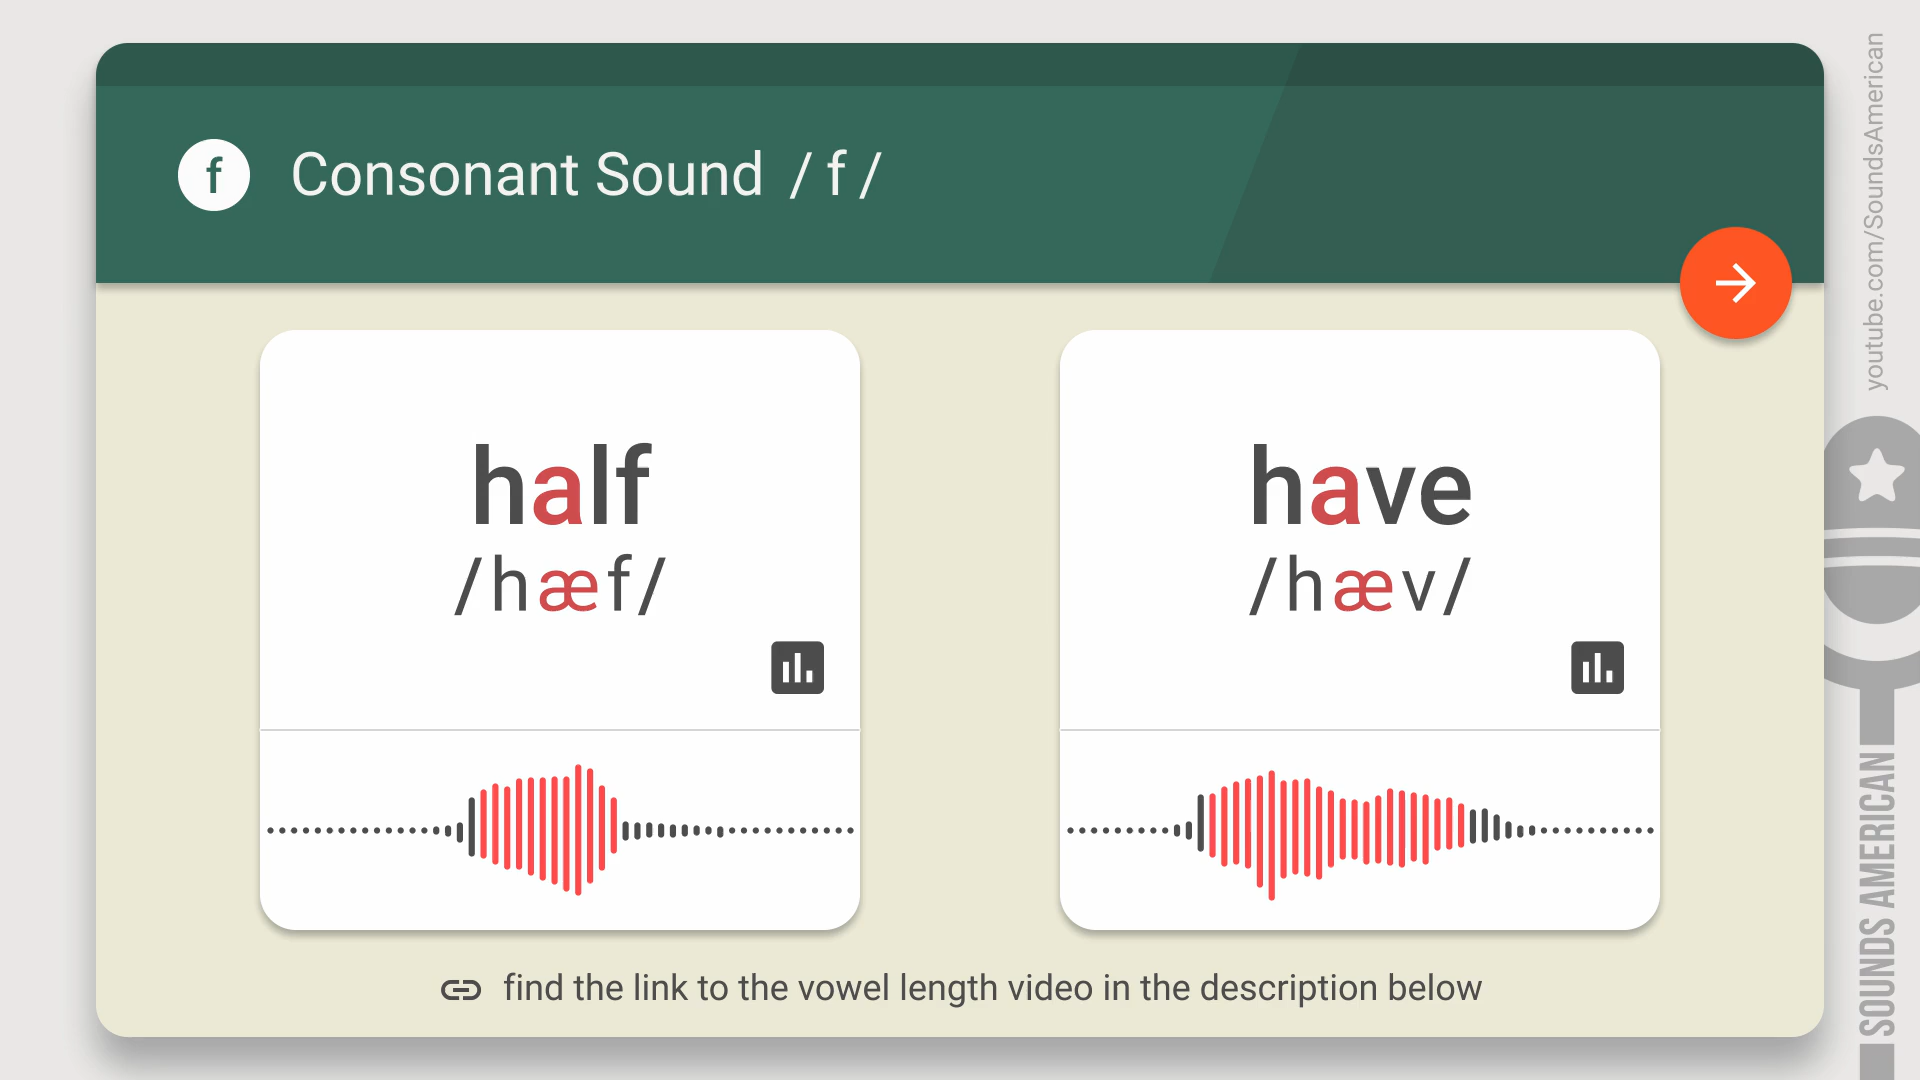 f
Consonant Sound / f /
half
/hæf/
have
/hæv/
find the link to the vowel length video in the description below
youtube.com/SoundsAmerican
SOUNDS AMERICAN